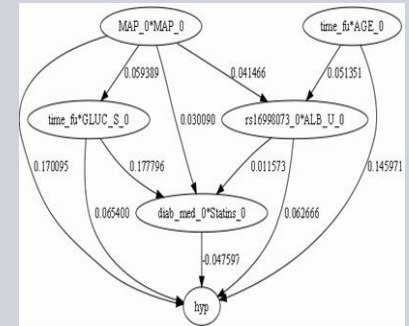 MAP_0*MAP_0
time_fu*AGE_0
0.059389
0.041466
0.051351
time_fu*GLUC_S_0
0.030090
rs16998073_0*ALB_U_0
0.170095
0.177796
0.011573
0.145971
0.065400
0.062666
diab_med_0*Statins_0
-0.047597
hyp